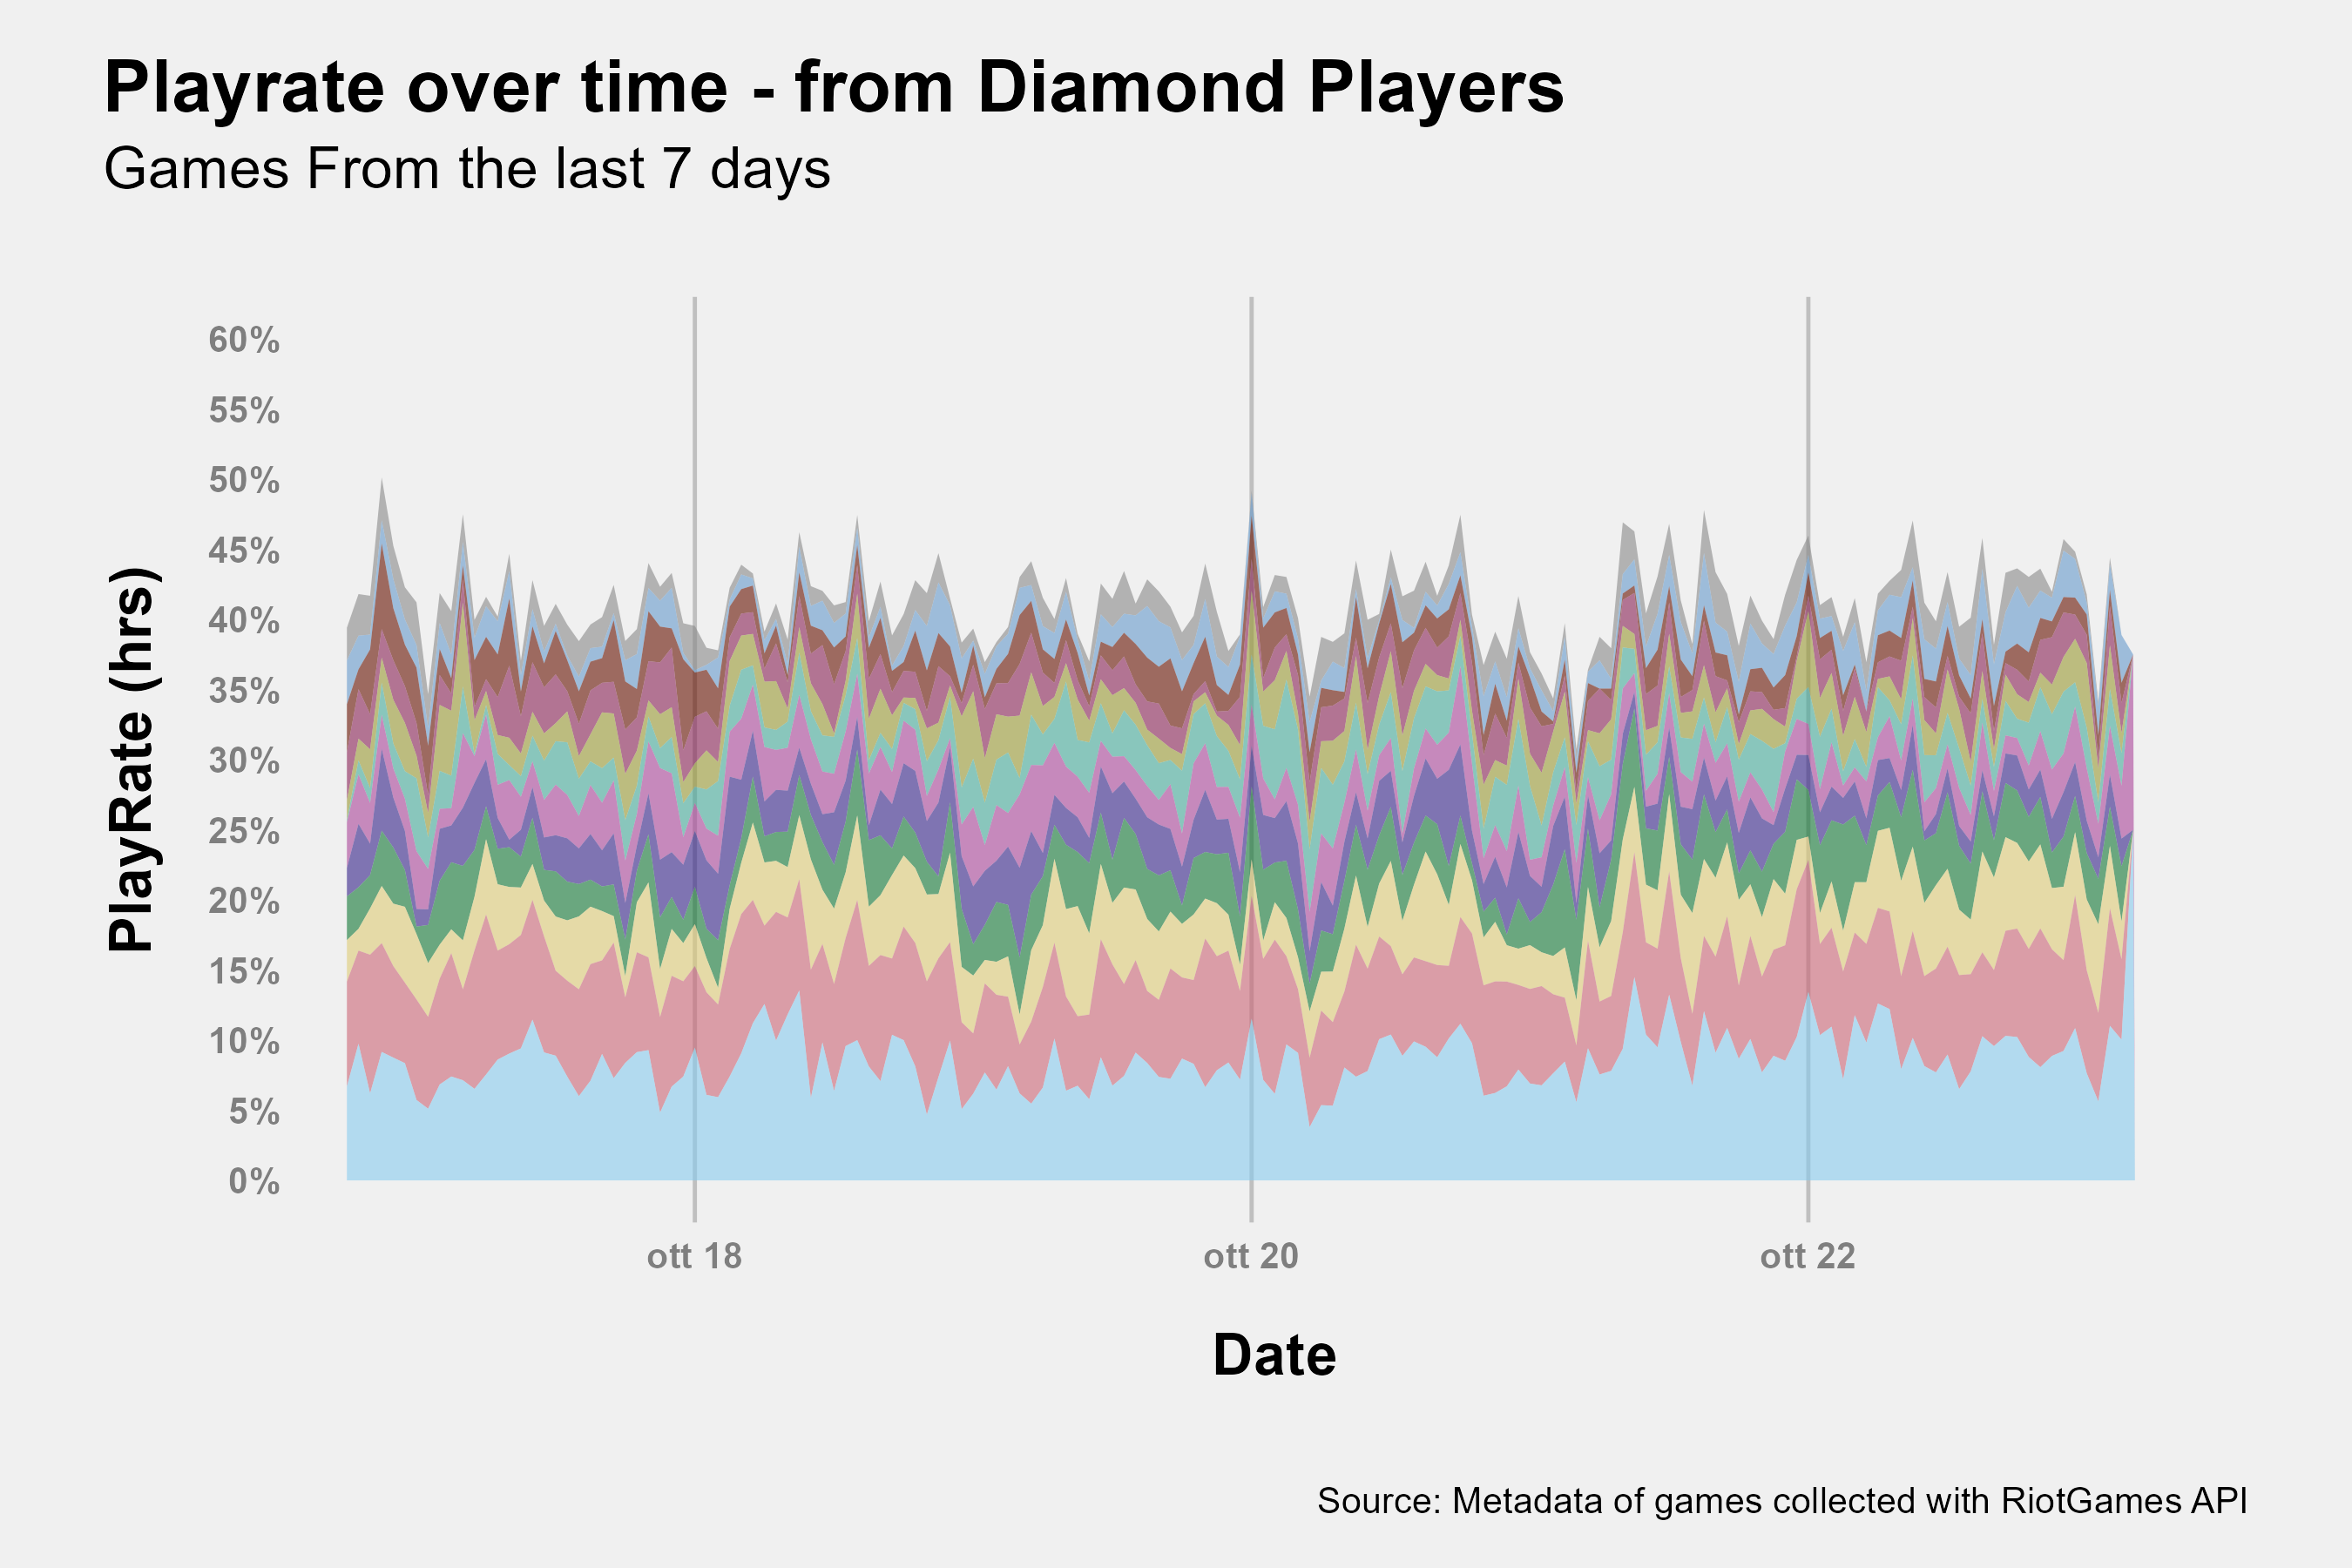 Playrate over time - from Diamond Players
Games From the last 7 days
PlayRate (hrs)
60%
55%
50%
45%
40%
35%
30%
25%
20%
15%
10%
5%
0%
ott 18
ott 20
ott 22
Date
Source: Metadata of games collected with RiotGames API